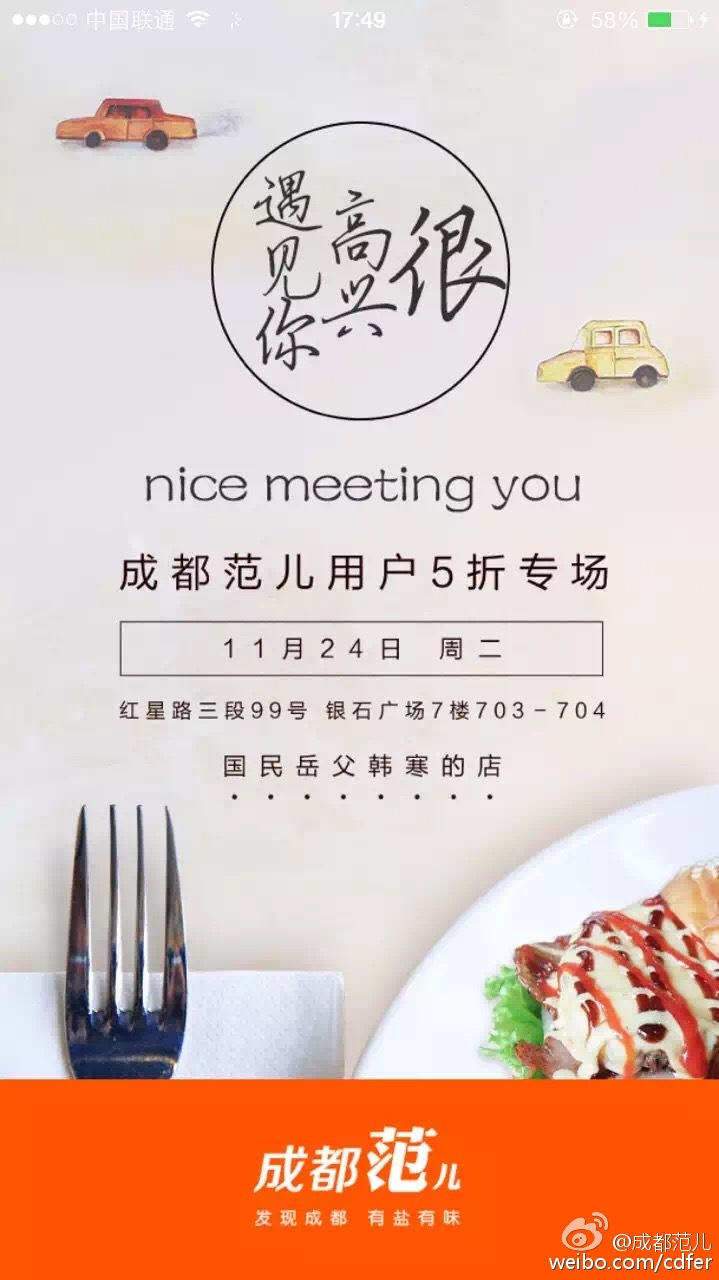 中国联通 17:49 58%
很高兴遇见你
nice meeting you
成都范儿用户5折专场
11月24日 周二
红星路三段99号 银石广场7楼703-704
国民岳父韩寒的店
成都范儿
发现成都 有盐有味
@成都范儿
weibo.com/cdfer